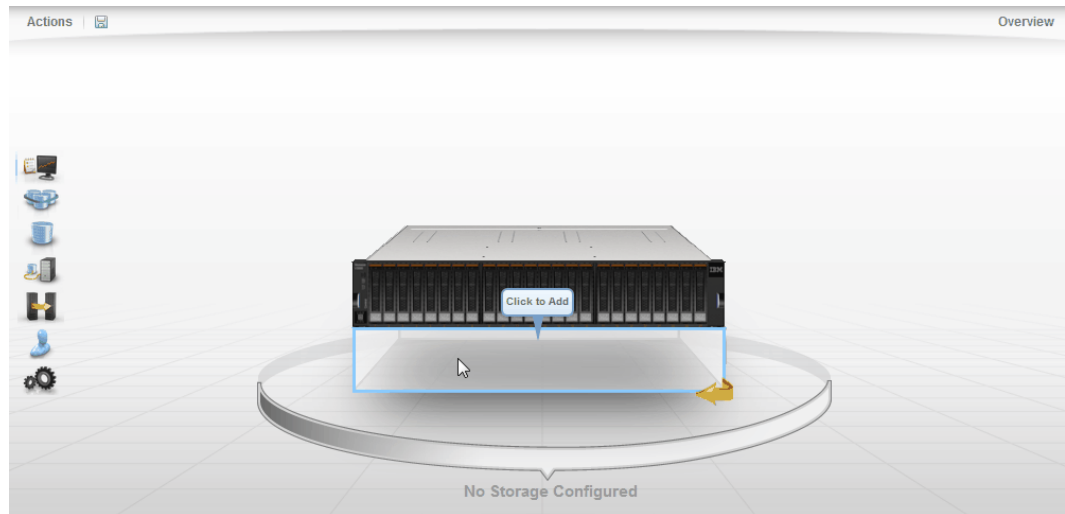 Actions
Overview
IBM
Click to Add
No Storage Configured